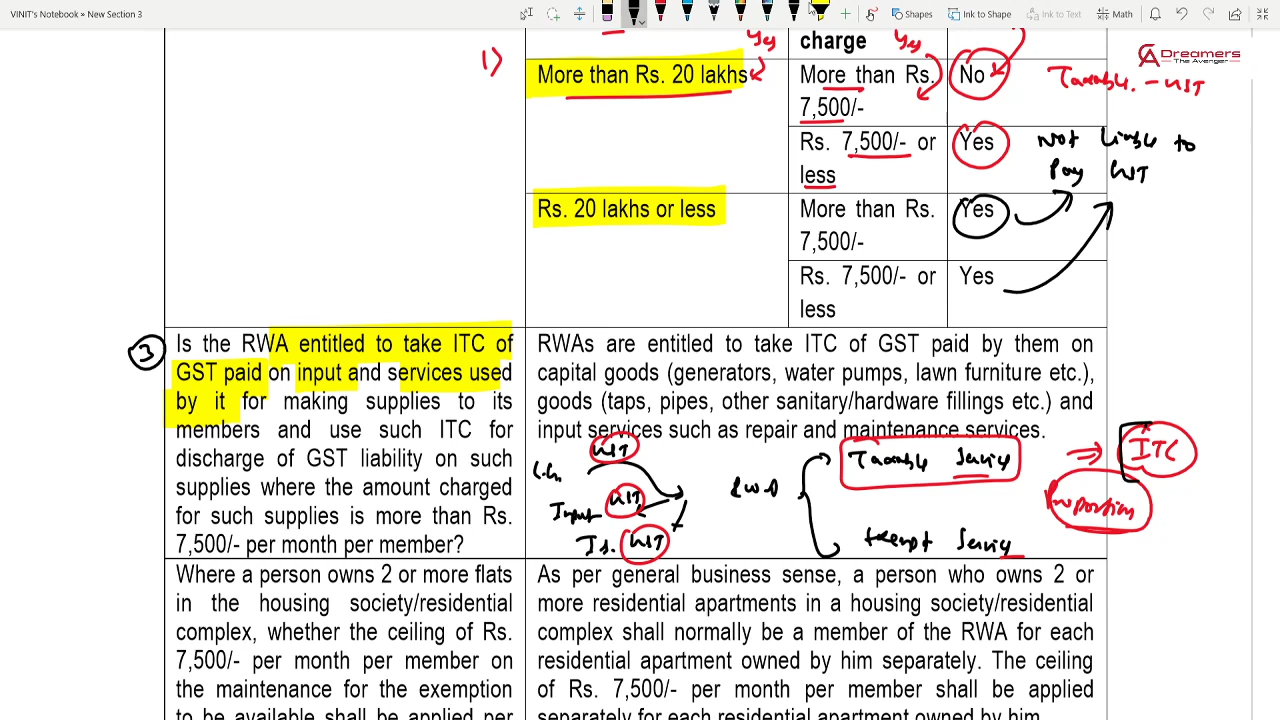 VINIT's Notebook » New Section 3
Shapes
Ink to Shape
Ink to Text
Math
Dreamers
The Avenger
charge
1)
More than Rs. 20 lakhs
More than Rs.
7,500/-
No
Taxable. - GST
Rs. 7,500/- or
less
Yes
Not Liable to
Pay GST
Rs. 20 lakhs or less
More than Rs.
7,500/-
Yes
Rs. 7,500/- or
less
Yes
3
Is the RWA entitled to take ITC of
GST paid on input and services used
by it for making supplies to its
members and use such ITC for
discharge of GST liability on such
supplies where the amount charged
for such supplies is more than Rs.
7,500/- per month per member?
RWAs are entitled to take ITC of GST paid by them on
capital goods (generators, water pumps, lawn furniture etc.),
goods (taps, pipes, other sanitary/hardware fillings etc.) and
input services such as repair and maintenance services.
GST
Input GST
I.S. GST
RWA
Taxable Service
Exempt Service
ITC
Proportion
Where a person owns 2 or more flats
in the housing society/residential
complex, whether the ceiling of Rs.
7,500/- per month per member on
the maintenance for the exemption
to be available shall be applied per
As per general business sense, a person who owns 2 or
more residential apartments in a housing society/residential
complex shall normally be a member of the RWA for each
residential apartment owned by him separately. The ceiling
of Rs. 7,500/- per month per member shall be applied
separately for each residential apartment owned by him.